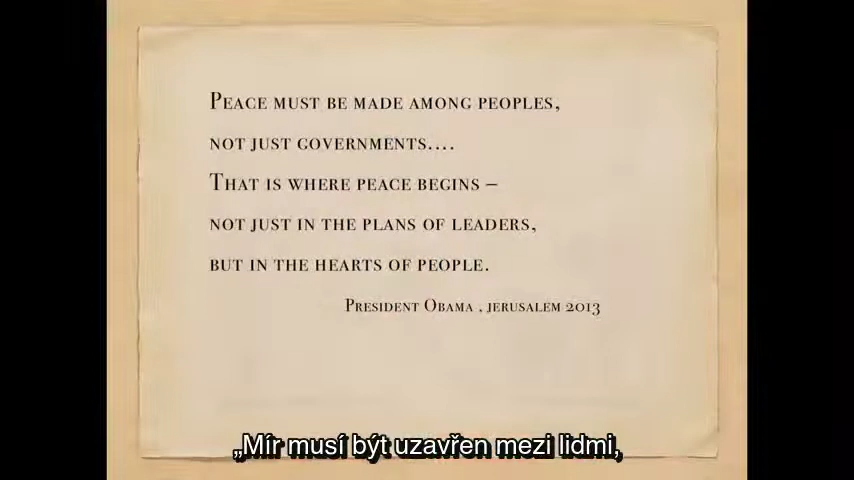 Peace must be made among peoples,
not just governments....
That is where peace begins –
not just in the plans of leaders,
but in the hearts of people.
President Obama , jerusalem 2013
„Mír musí být uzavřen mezi lidmi,